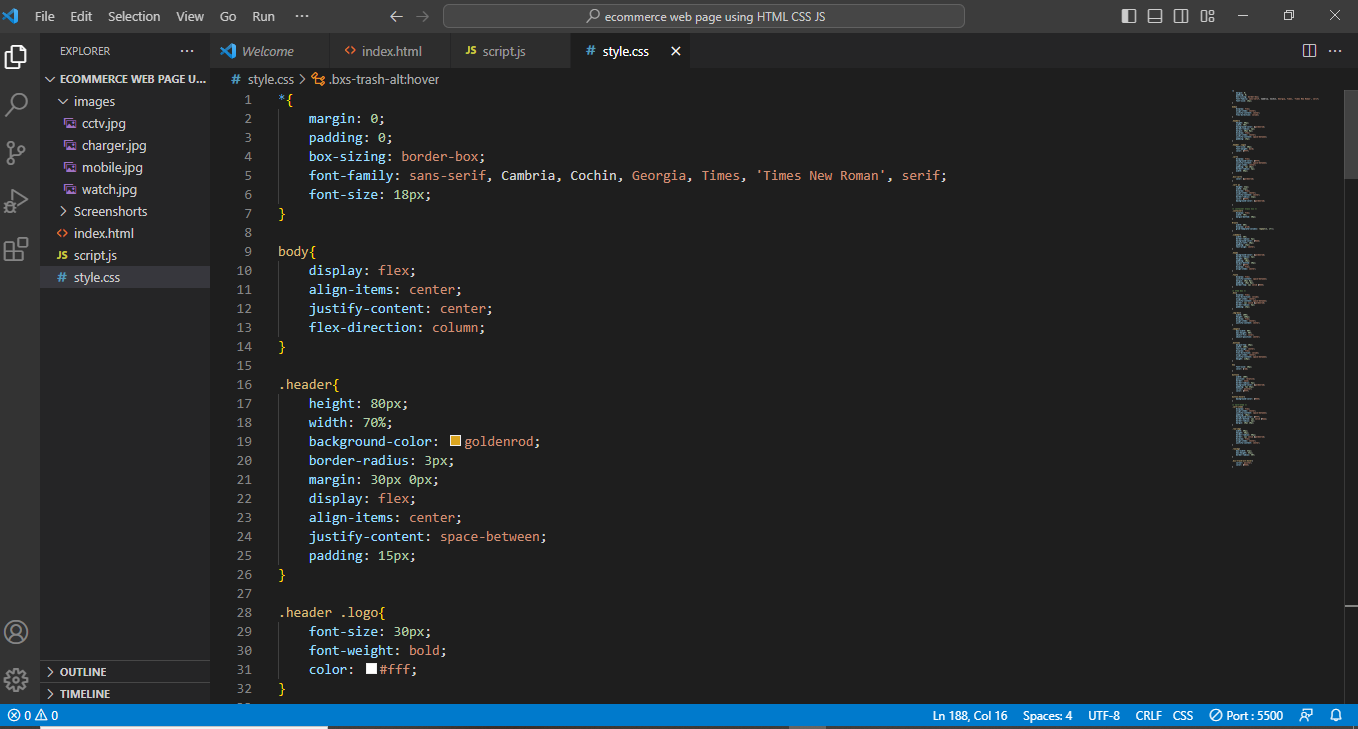 File Edit Selection View Go Run ··· ecommerce web page using HTML CSS JS
EXPLORER ···
Welcome index.html JS script.js # style.css
# style.css > .bxs-trash-alt:hover
ECOMMERCE WEB PAGE U...
images
cctv.jpg
charger.jpg
mobile.jpg
watch.jpg
Screenshorts
index.html
JS script.js
# style.css
OUTLINE
TIMELINE
1 *{
2 margin: 0;
3 padding: 0;
4 box-sizing: border-box;
5 font-family: sans-serif, Cambria, Cochin, Georgia, Times, 'Times New Roman', serif;
6 font-size: 18px;
7 }
8
9 body{
10 display: flex;
11 align-items: center;
12 justify-content: center;
13 flex-direction: column;
14 }
15
16 .header{
17 height: 80px;
18 width: 70%;
19 background-color: goldenrod;
20 border-radius: 3px;
21 margin: 30px 0px;
22 display: flex;
23 align-items: center;
24 justify-content: space-between;
25 padding: 15px;
26 }
27
28 .header .logo{
29 font-size: 30px;
30 font-weight: bold;
31 color: #fff;
32 }
0 0 Ln 188, Col 16 Spaces: 4 UTF-8 CRLF CSS Port : 5500